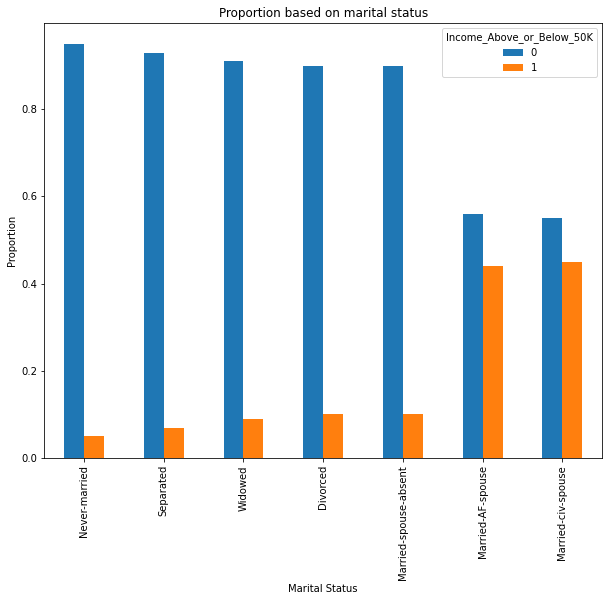 Proportion based on marital status
Income_Above_or_Below_50K
0
1
Proportion
0.8
0.6
0.4
0.2
0.0
Never-married
Separated
Widowed
Divorced
Married-spouse-absent
Married-AF-spouse
Married-civ-spouse
Marital Status